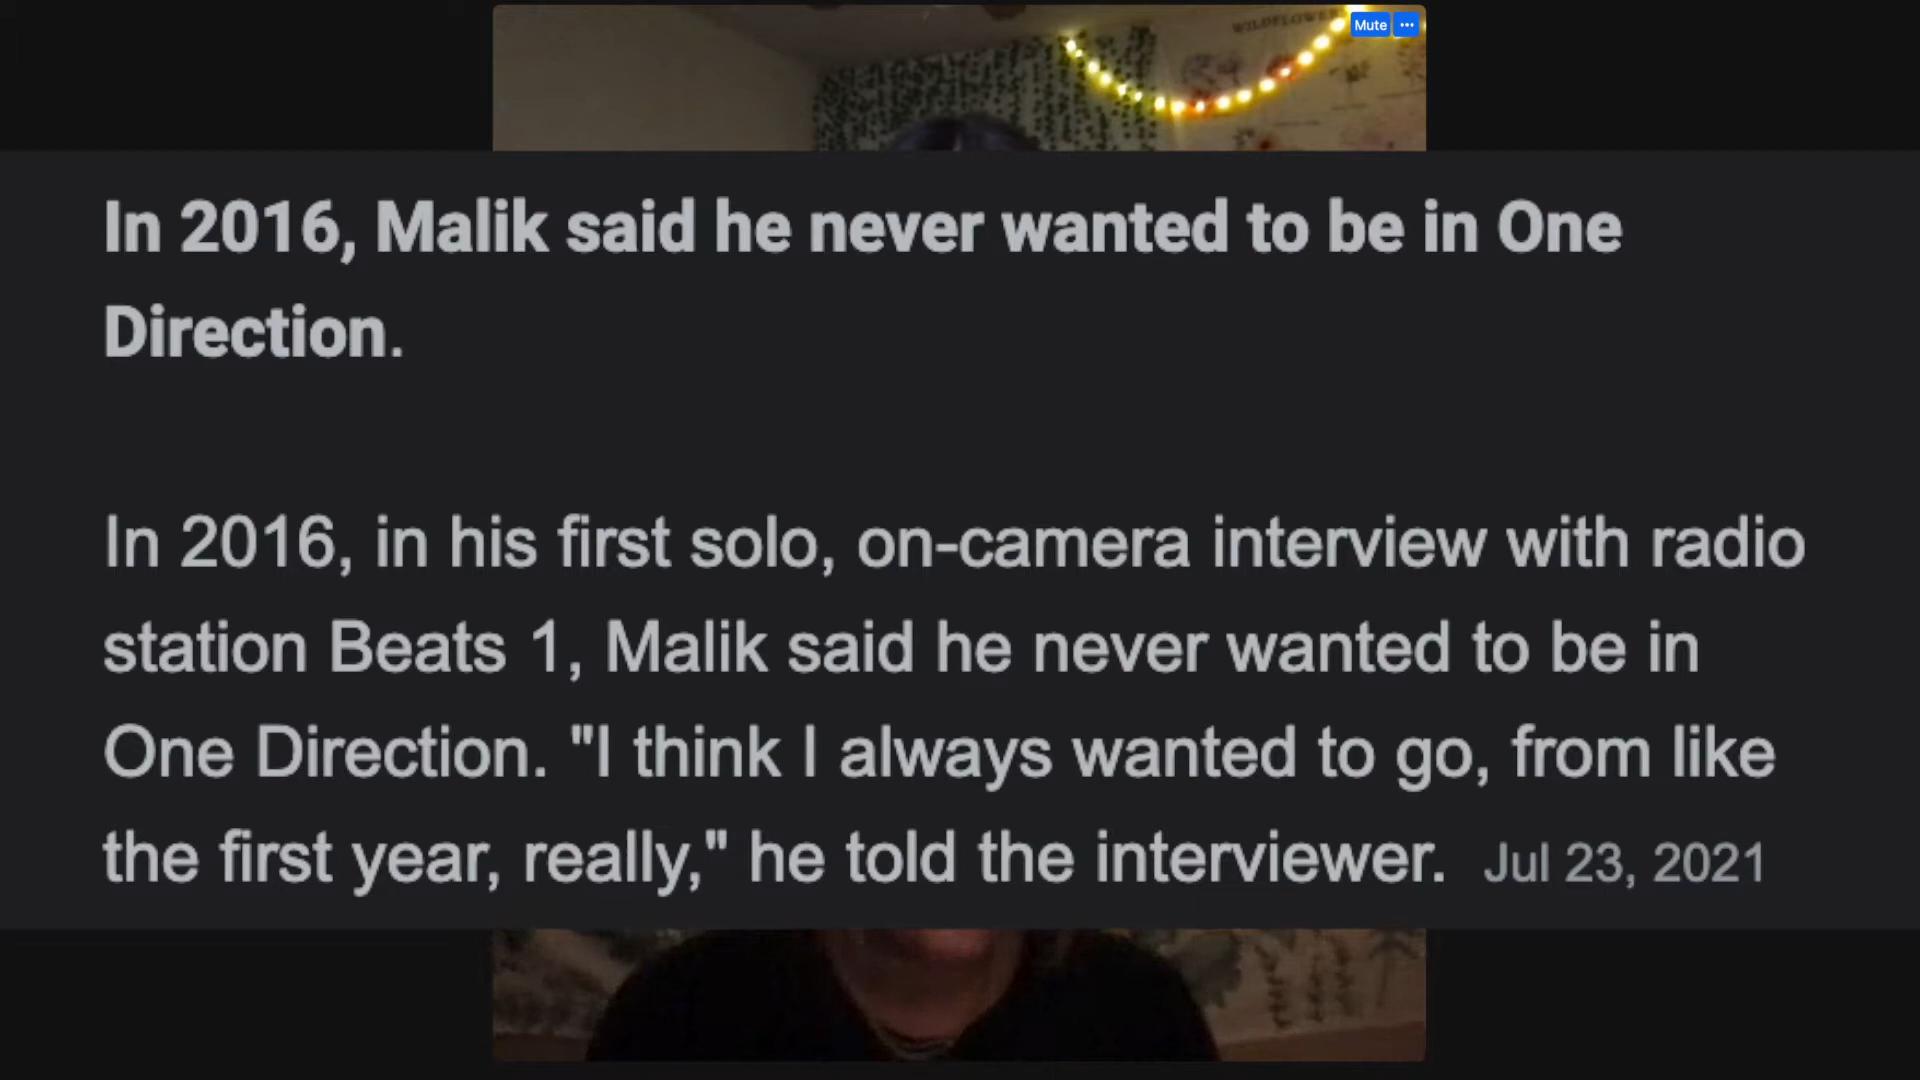 WILDFLOWERS
Mute
In 2016, Malik said he never wanted to be in One
Direction.
In 2016, in his first solo, on-camera interview with radio
station Beats 1, Malik said he never wanted to be in
One Direction. "I think I always wanted to go, from like
the first year, really," he told the interviewer. Jul 23, 2021